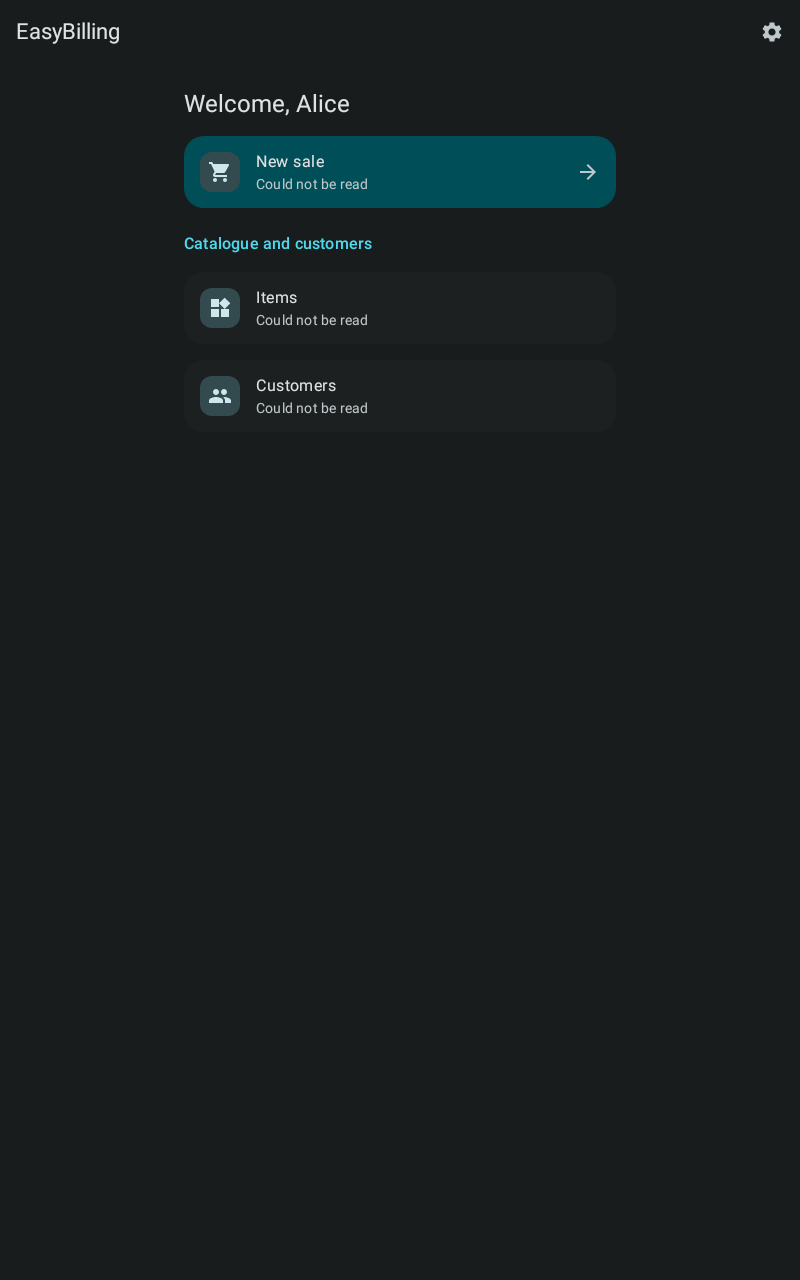 EasyBilling
Welcome, Alice
New sale
Could not be read
Catalogue and customers
Items
Could not be read
Customers
Could not be read